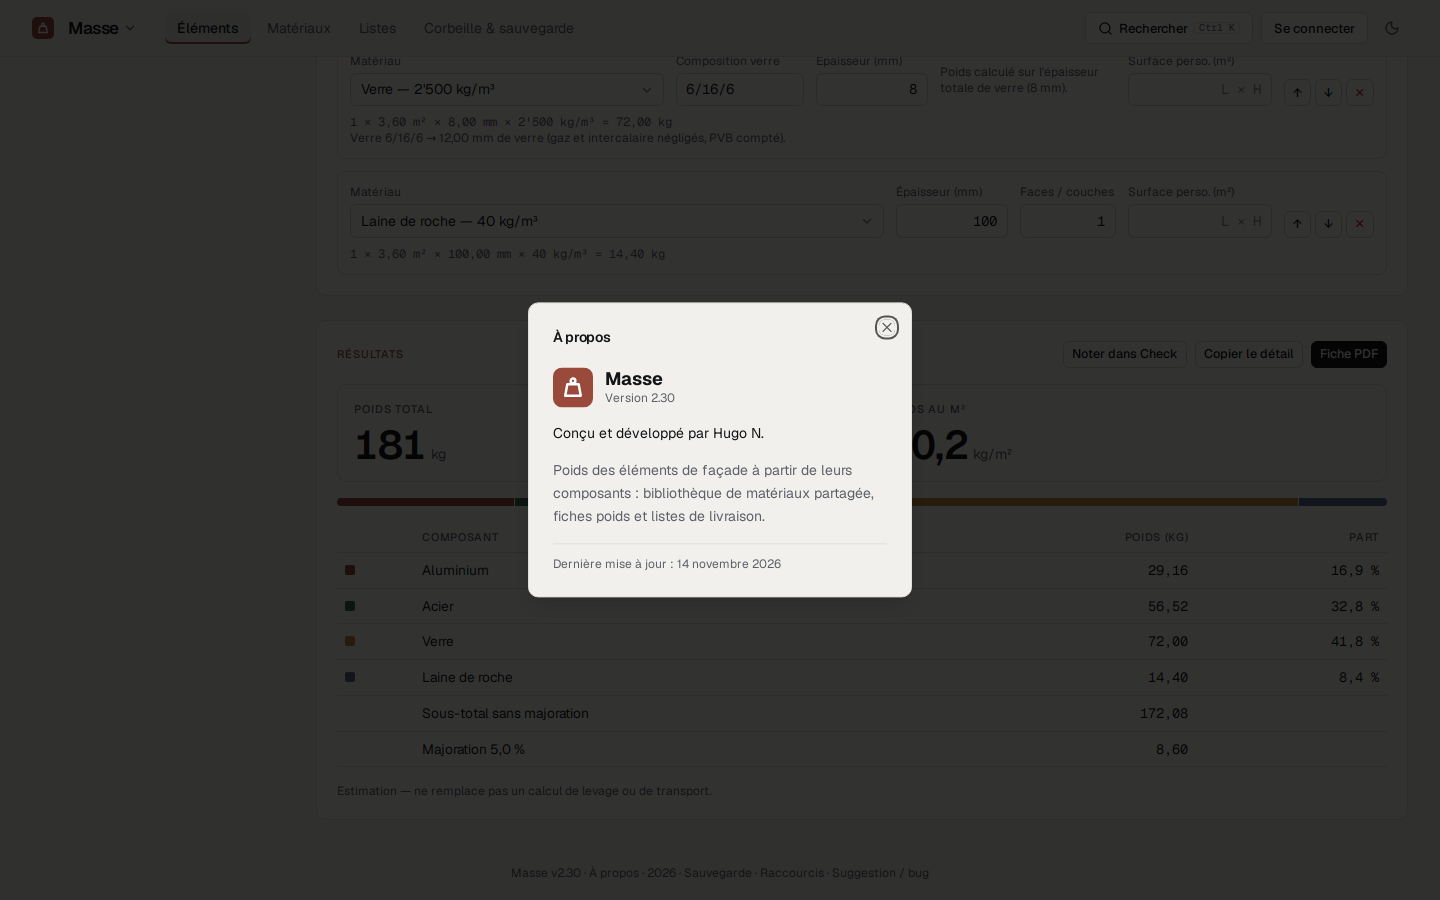 Masse
Éléments
Matériaux
Listes
Corbeille & sauvegarde
Rechercher Ctrl K
Se connecter
Matériau
Composition verre
Épaisseur (mm)
Poids calculé sur l'épaisseur
totale de verre (8 mm).
Surface perso. (m²)
Verre — 2'500 kg/m³
6/16/6
8
L × H
1 × 3,60 m² × 8,00 mm × 2'500 kg/m³ = 72,00 kg
Verre 6/16/6 → 12,00 mm de verre (gaz et intercalaire négligés, PVB compté).
Matériau
Épaisseur (mm)
Faces / couches
Surface perso. (m²)
Laine de roche — 40 kg/m³
100
1
L × H
1 × 3,60 m² × 100,00 mm × 40 kg/m³ = 14,40 kg
RÉSULTATS
Noter dans Check
Copier le détail
Fiche PDF
POIDS TOTAL
181 kg
DS AU M²
0,2 kg/m²
À propos
Masse
Version 2.30
Conçu et développé par Hugo N.
Poids des éléments de façade à partir de leurs
composants : bibliothèque de matériaux partagée,
fiches poids et listes de livraison.
Dernière mise à jour : 14 novembre 2026
COMPOSANT POIDS (KG) PART
Aluminium 29,16 16,9 %
Acier 56,52 32,8 %
Verre 72,00 41,8 %
Laine de roche 14,40 8,4 %
Sous-total sans majoration 172,08
Majoration 5,0 % 8,60
Estimation — ne remplace pas un calcul de levage ou de transport.
Masse v2.30 · À propos · 2026 · Sauvegarde · Raccourcis · Suggestion / bug